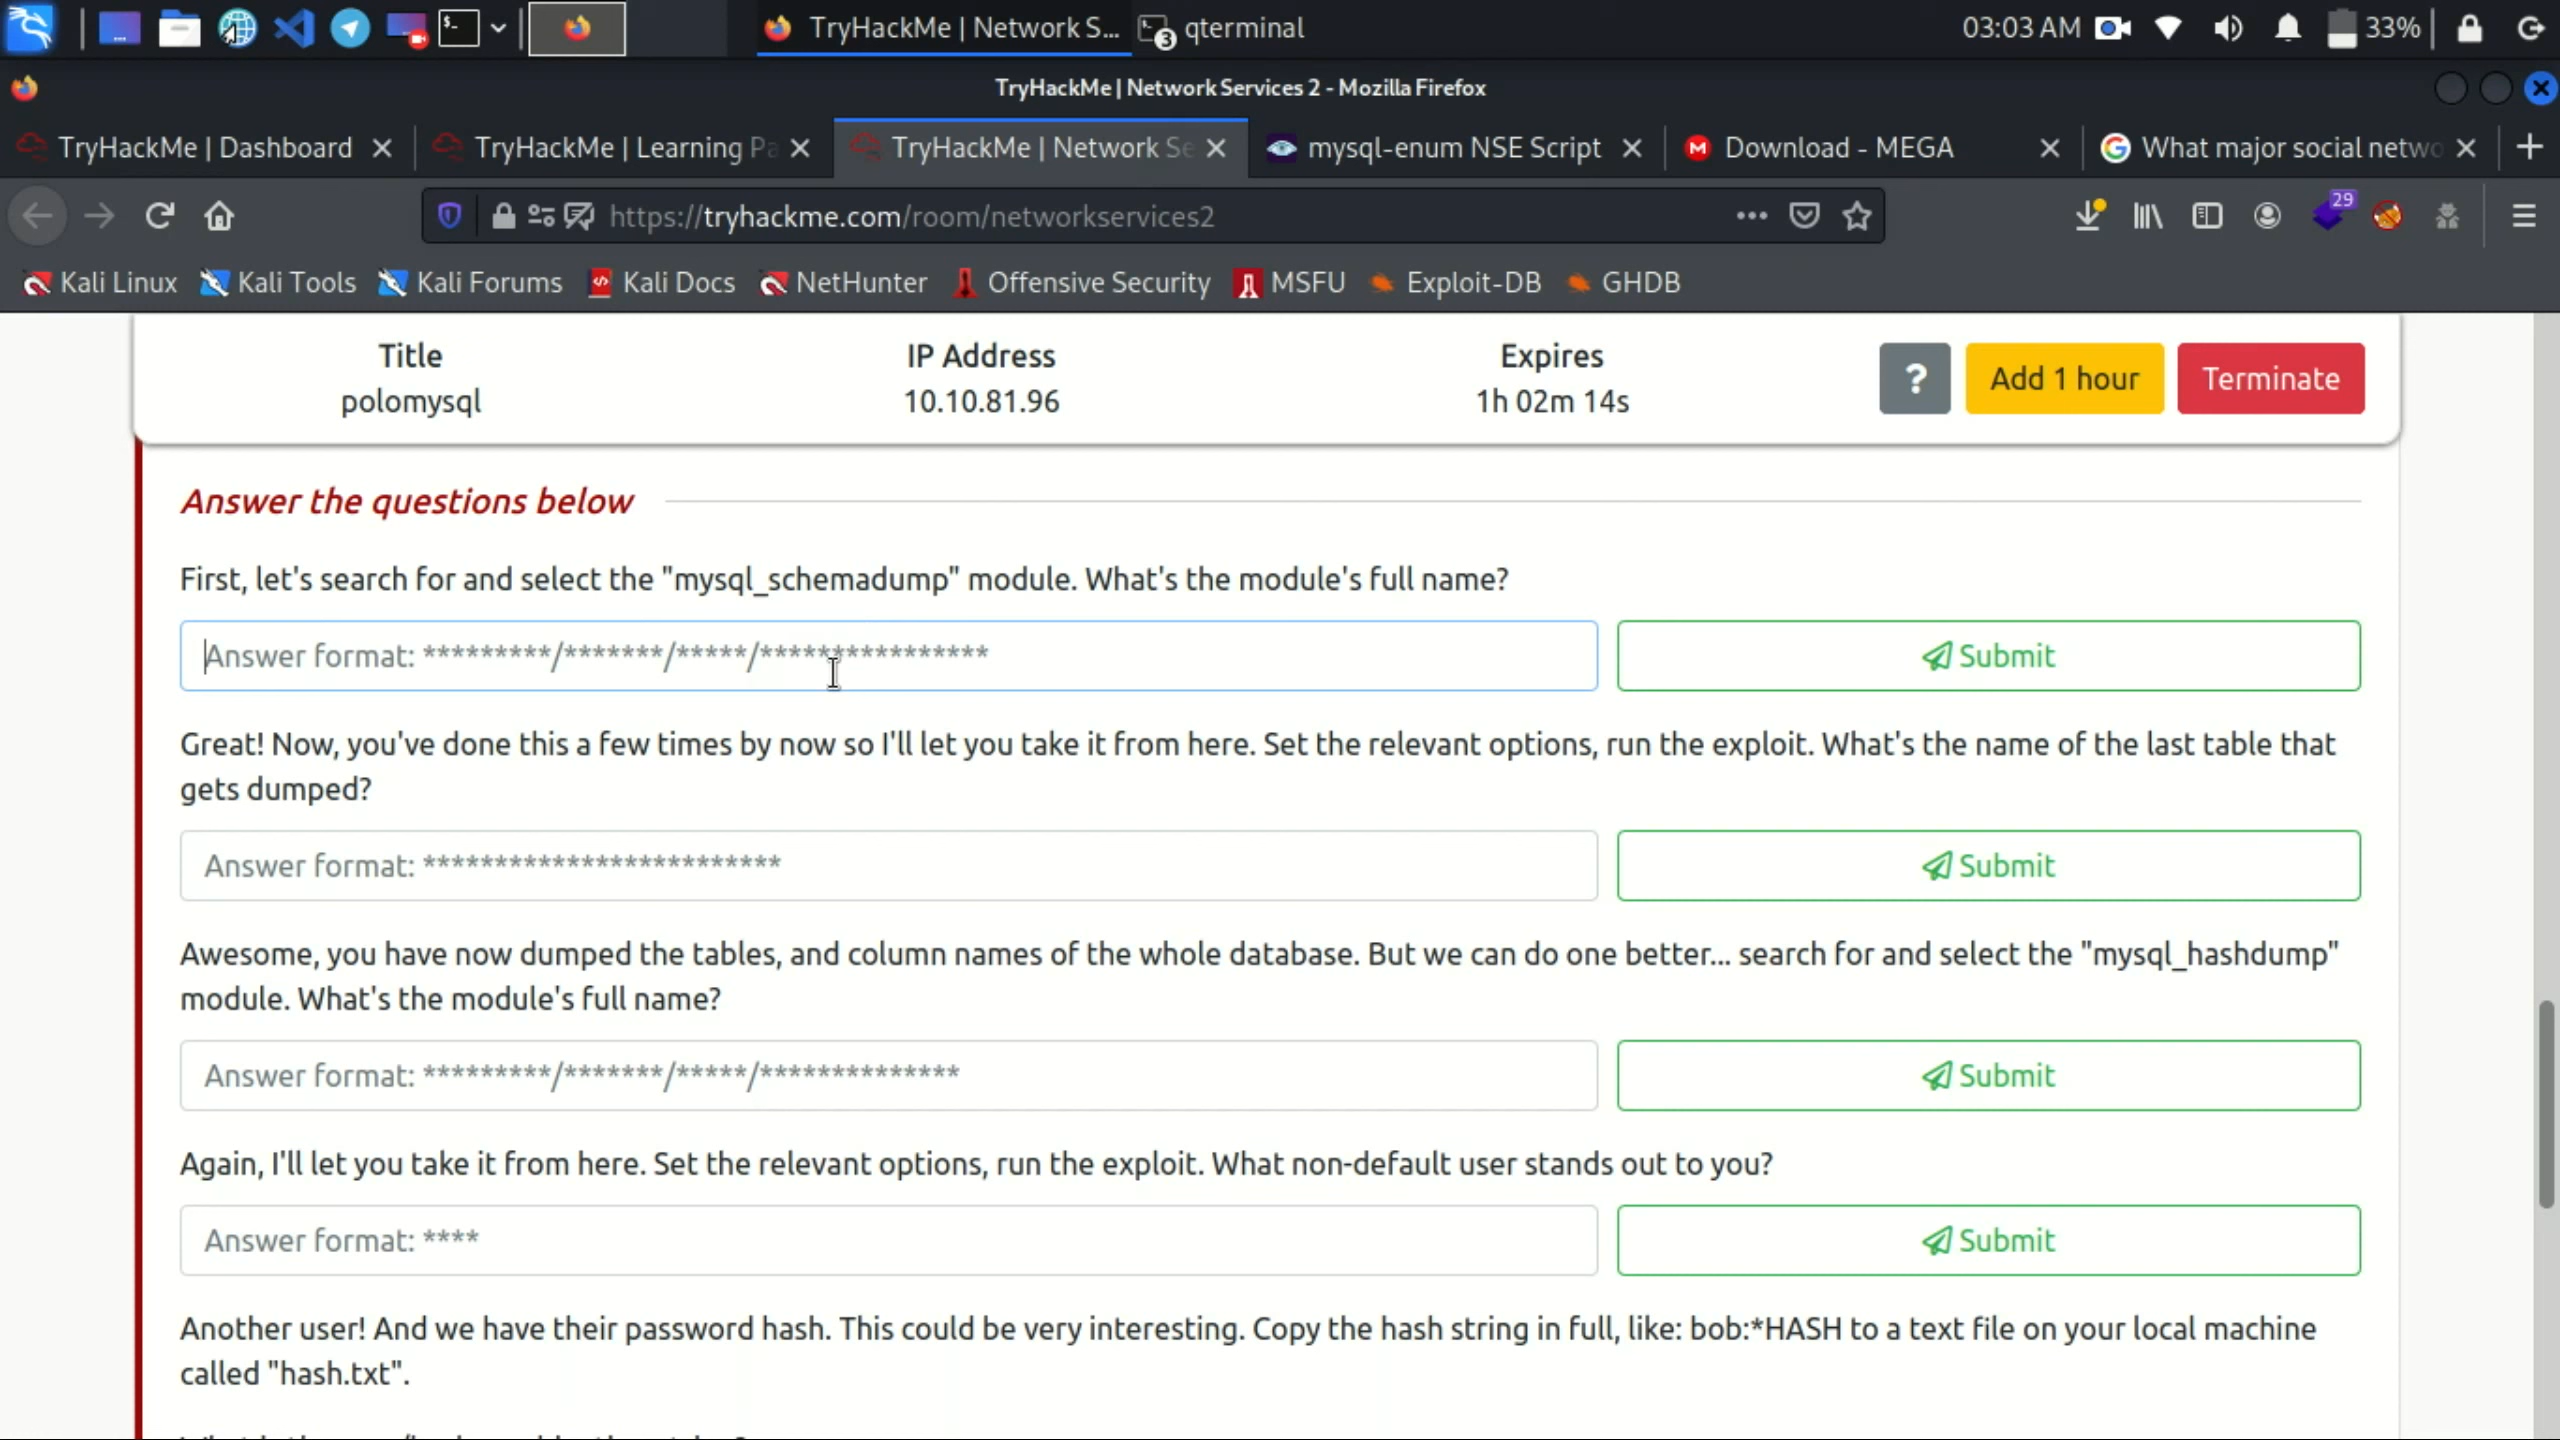 TryHackMe | Network S... 3 qterminal 03:03 AM 33%
TryHackMe | Network Services 2 - Mozilla Firefox
TryHackMe | Dashboard TryHackMe | Learning Pa TryHackMe | Network Se mysql-enum NSE Script Download - MEGA What major social netwo
https://tryhackme.com/room/networkservices2 29
Kali Linux Kali Tools Kali Forums Kali Docs NetHunter Offensive Security MSFU Exploit-DB GHDB
Title IP Address Expires
polomysql 10.10.81.96 1h 02m 14s ? Add 1 hour Terminate
Answer the questions below
First, let's search for and select the "mysql_schemadump" module. What's the module's full name?
Answer format: *********/*******/*****/**************** Submit
Great! Now, you've done this a few times by now so I'll let you take it from here. Set the relevant options, run the exploit. What's the name of the last table that
gets dumped?
Answer format: ************************* Submit
Awesome, you have now dumped the tables, and column names of the whole database. But we can do one better... search for and select the "mysql_hashdump"
module. What's the module's full name?
Answer format: *********/*******/*****/************** Submit
Again, I'll let you take it from here. Set the relevant options, run the exploit. What non-default user stands out to you?
Answer format: **** Submit
Another user! And we have their password hash. This could be very interesting. Copy the hash string in full, like: bob:*HASH to a text file on your local machine
called "hash.txt".